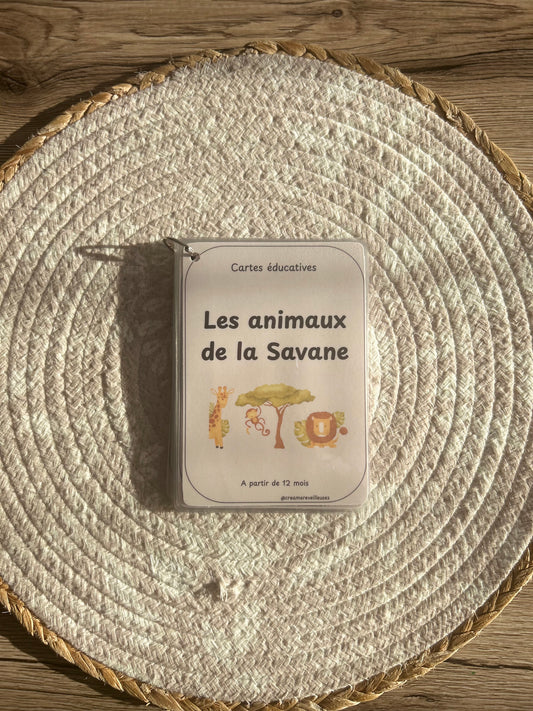 Cartes éducatives
Les animaux
de la Savane
A partir de 12 mois
@creamerveilleuses